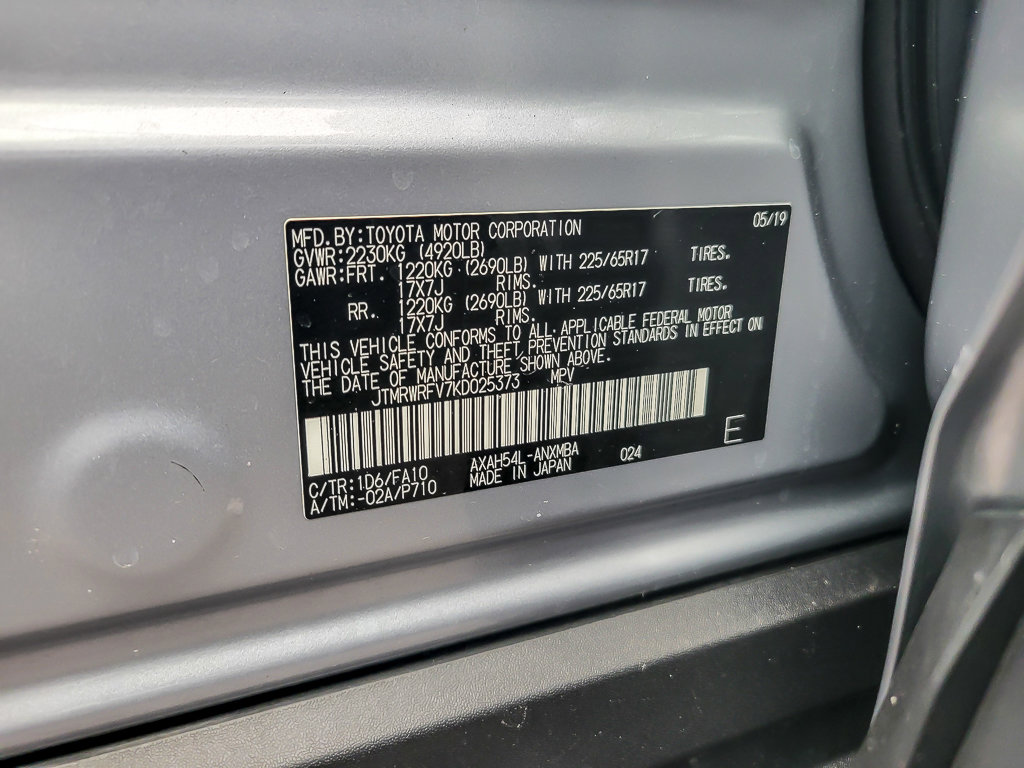 05/19
MFD.BY:TOYOTA MOTOR CORPORATION
GVWR:2230KG (4920LB)
GAWR:FRT. 1220KG (2690LB) WITH 225/65R17 TIRES.
17X7J RIMS.
RR. 1220KG (2690LB) WITH 225/65R17 TIRES.
17X7J RIMS.
THIS VEHICLE CONFORMS TO ALL APPLICABLE FEDERAL MOTOR
VEHICLE SAFETY AND THEFT PREVENTION STANDARDS IN EFFECT ON
THE DATE OF MANUFACTURE SHOWN ABOVE.
JTMRWRFV7KD025373 MPV
E
C/TR:1D6/FA10 AXAH54L-ANXMBA 024
A/TM:-02A/P710 MADE IN JAPAN